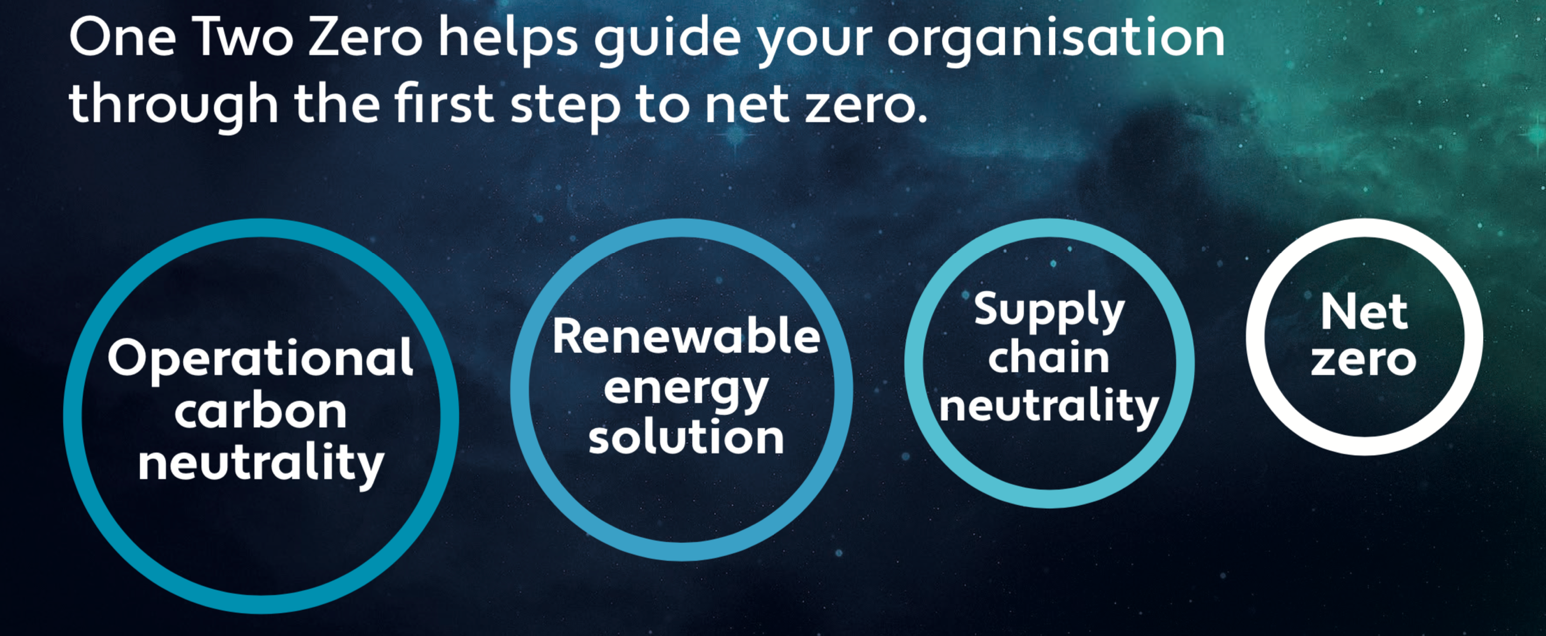 One Two Zero helps guide your organisation
through the first step to net zero.
Operational
carbon
neutrality
Renewable
energy
solution
Supply
chain
neutrality
Net
zero